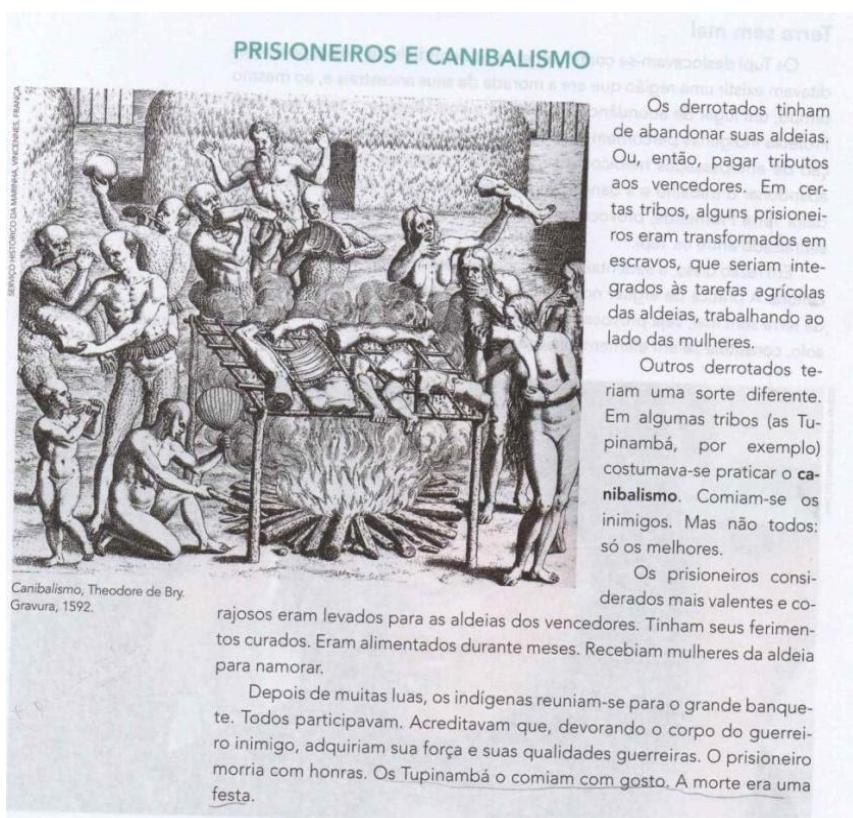 PRISIONEIROS E CANIBALISMO
SERVIÇO HISTÓRICO DA MARINHA, VINCENNES, FRANÇA
Os derrotados tinham
de abandonar suas aldeias.
Ou, então, pagar tributos
aos vencedores. Em cer-
tas tribos, alguns prisionei-
ros eram transformados em
escravos, que seriam inte-
grados às tarefas agrícolas
das aldeias, trabalhando ao
lado das mulheres.
Outros derrotados te-
riam uma sorte diferente.
Em algumas tribos (as Tu-
pinambá, por exemplo)
costumava-se praticar o ca-
nibalismo. Comiam-se os
inimigos. Mas não todos:
só os melhores.
Os prisioneiros consi-
derados mais valentes e co-
Canibalismo, Theodore de Bry.
Gravura, 1592.
rajosos eram levados para as aldeias dos vencedores. Tinham seus ferimen-
tos curados. Eram alimentados durante meses. Recebiam mulheres da aldeia
para namorar.
Depois de muitas luas, os indígenas reuniam-se para o grande banque-
te. Todos participavam. Acreditavam que, devorando o corpo do guerrei-
ro inimigo, adquiriam sua força e suas qualidades guerreiras. O prisioneiro
morria com honras. Os Tupinambá o comiam com gosto. A morte era uma
festa.